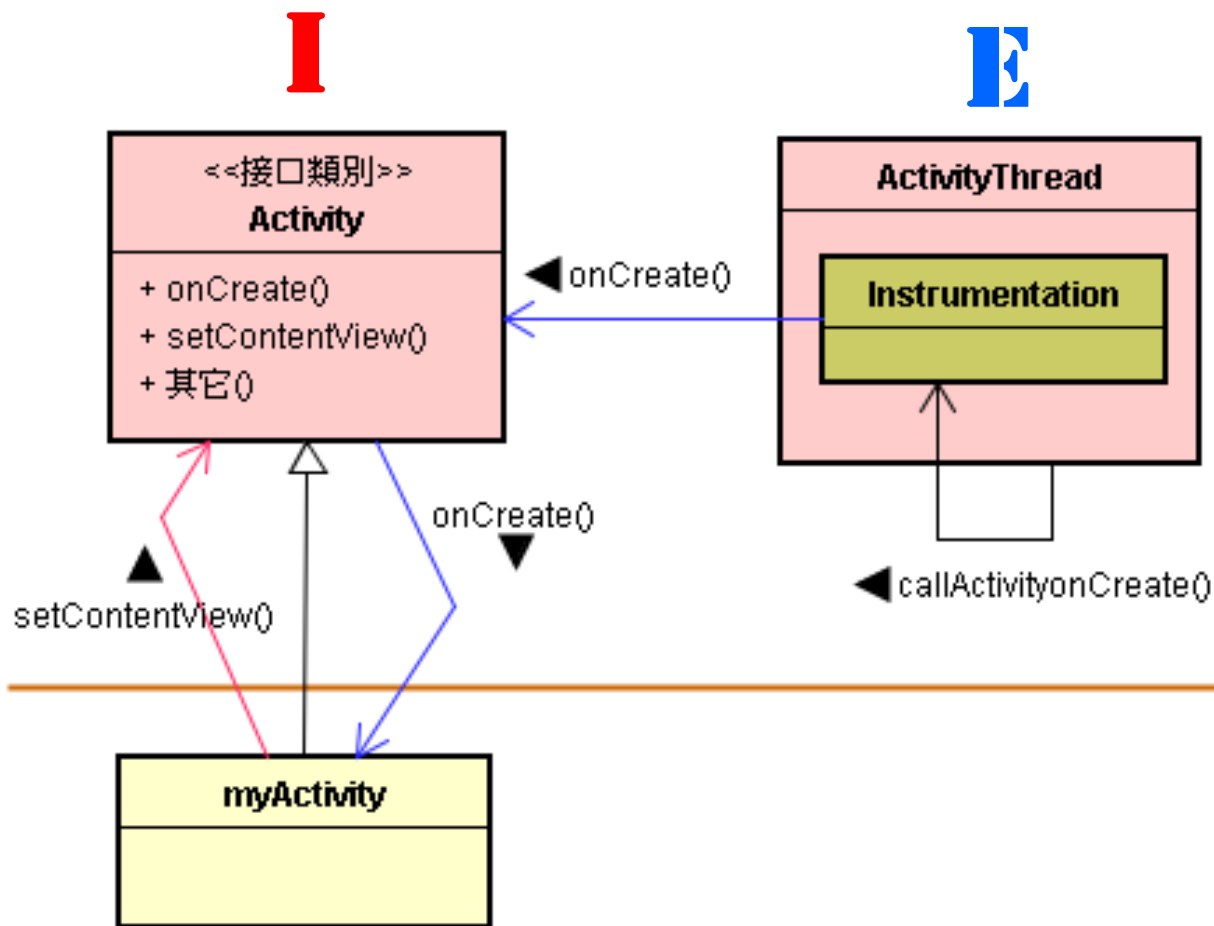 I
E
<<接口類別>>
Activity
+ onCreate()
+ setContentView()
+ 其它()
ActivityThread
Instrumentation
onCreate()
onCreate()
setContentView()
callActivityonCreate()
myActivity